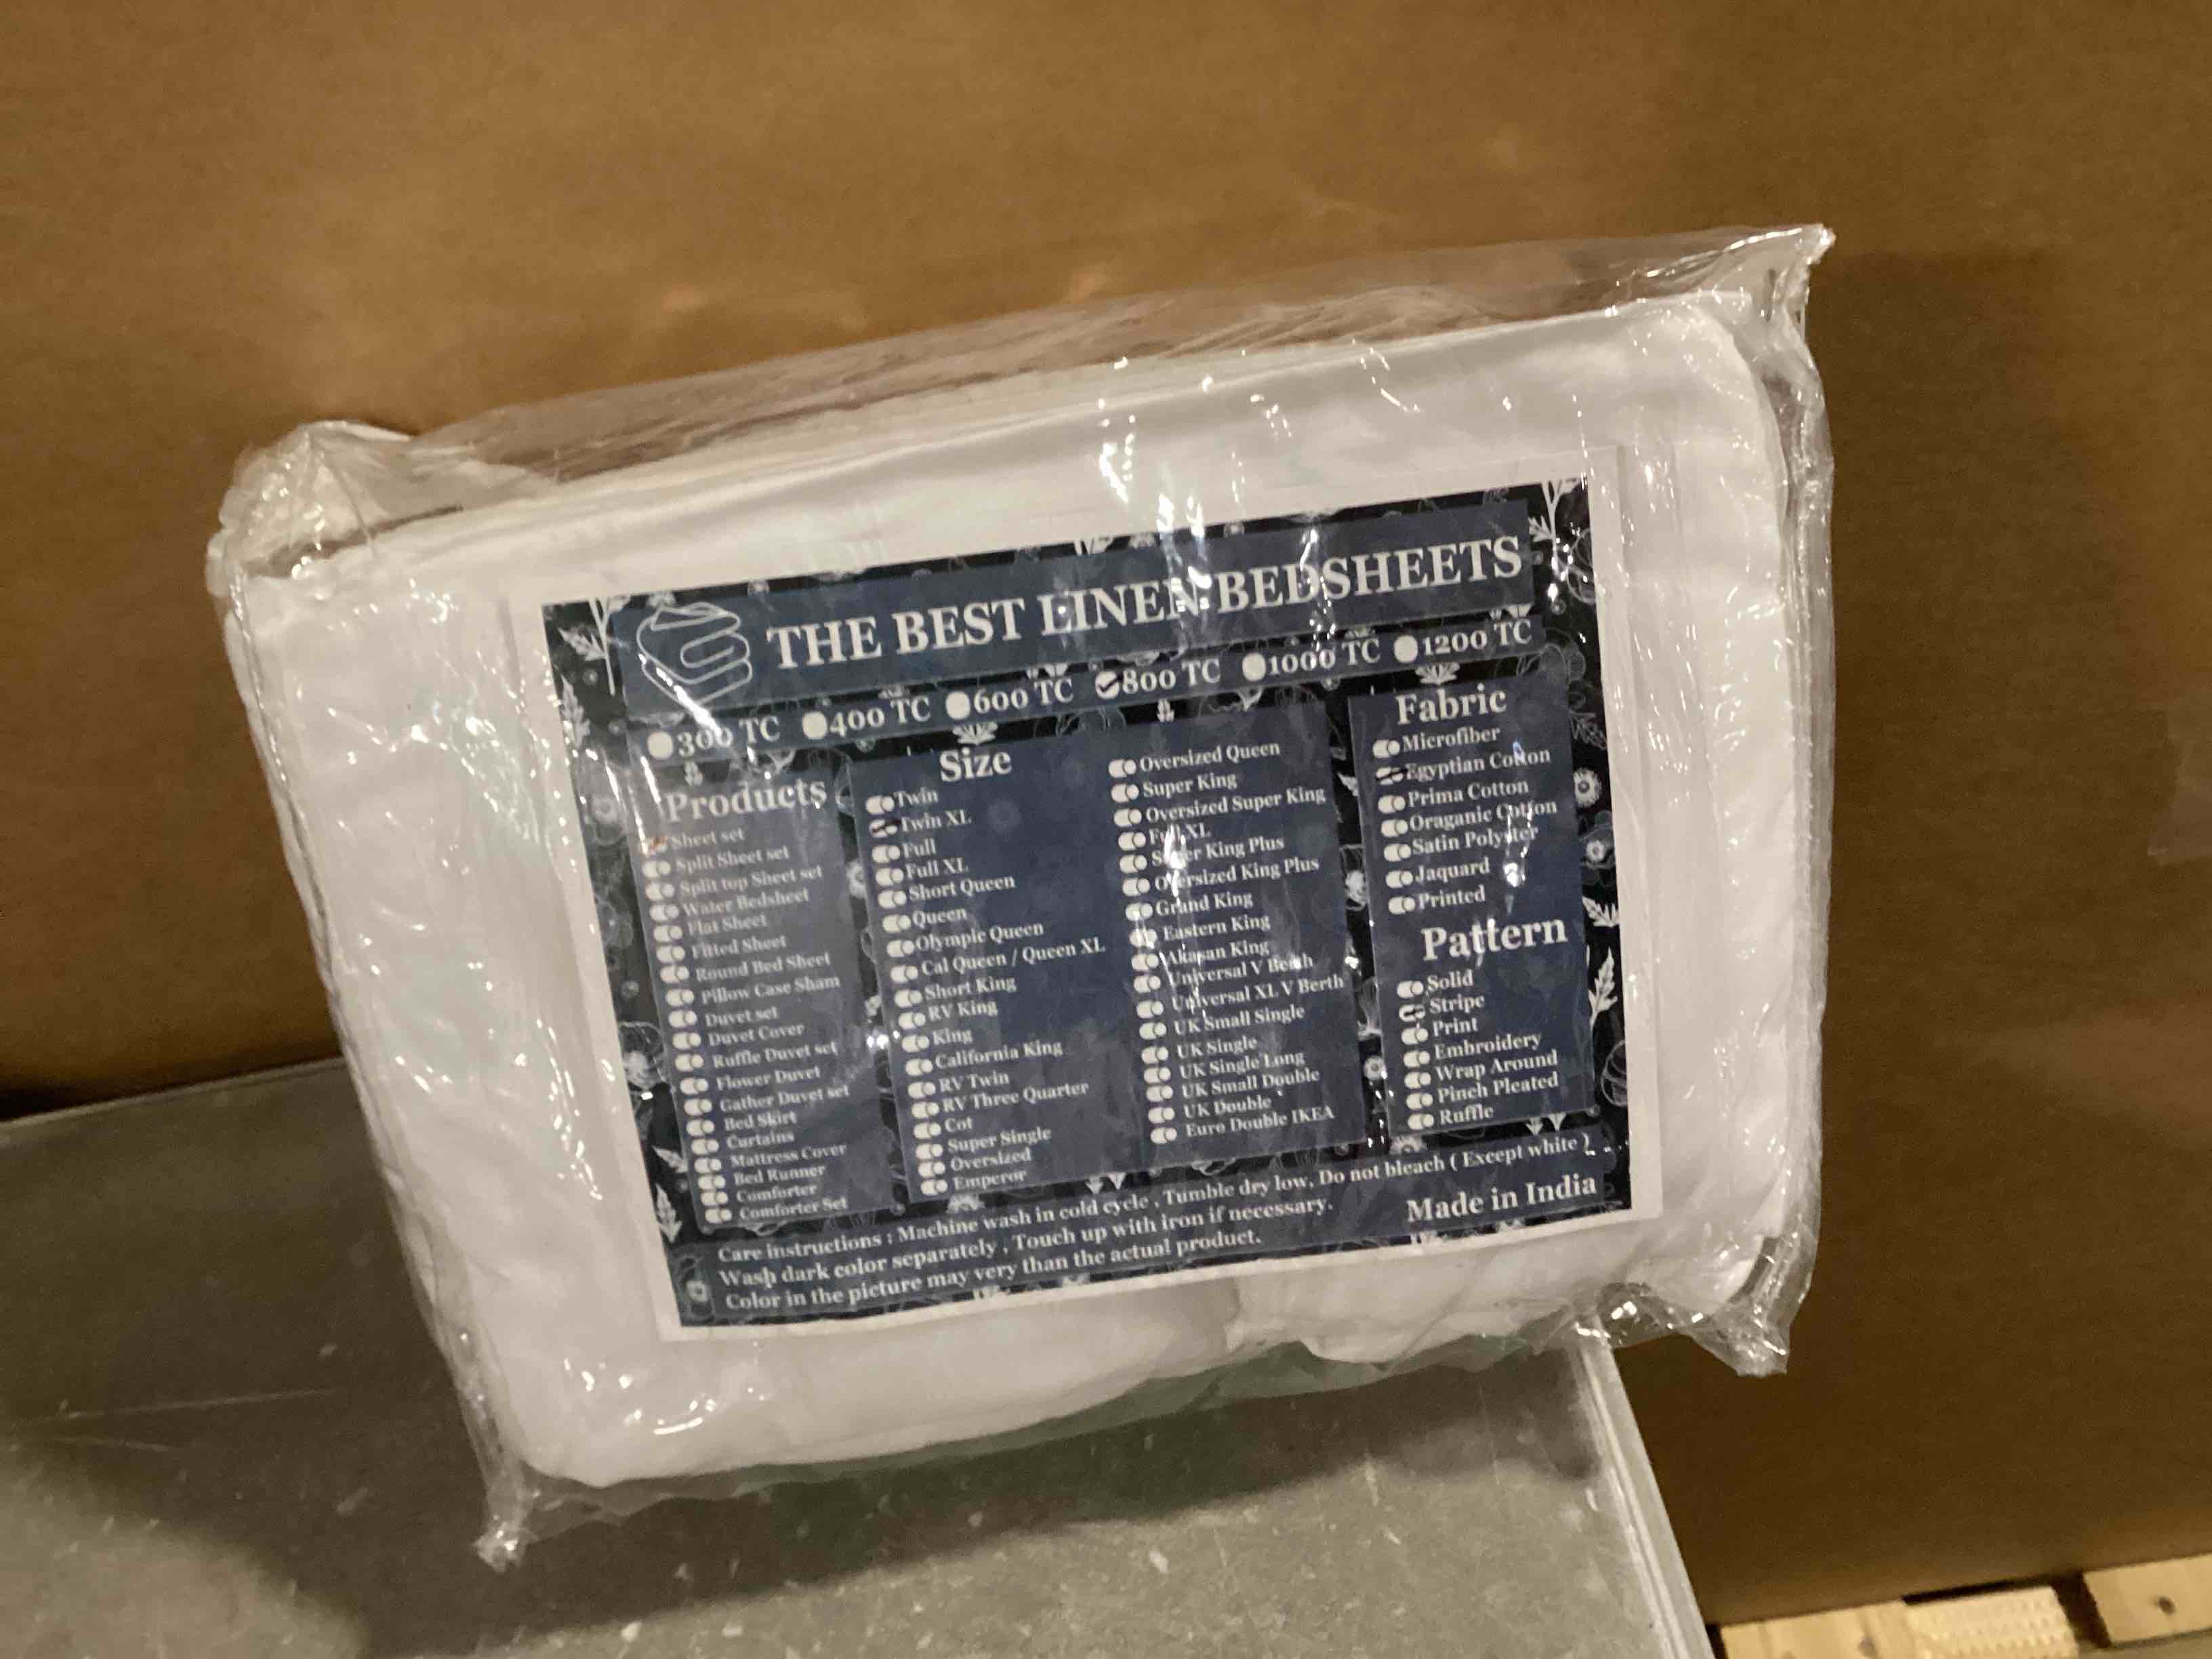 THE BEST LINEN BEDSHEETS
300 TC 400 TC 600 TC 800 TC 1000 TC 1200 TC
Products
Sheet set
Split Sheet set
Split top Sheet set
Water Bedsheet
Flat Sheet
Fitted Sheet
Round Bed Sheet
Pillow Case Sham
Duvet set
Duvet Cover
Ruffle Duvet set
Flower Duvet
Gather Duvet set
Bed Skirt
Curtains
Mattress Cover
Bed Runner
Comforter
Comforter Set
Size
Twin
Twin XL
Full
Full XL
Short Queen
Queen
Olympic Queen
Cal Queen / Queen XL
Short King
RV King
King
California King
RV Twin
RV Three Quarter
Cot
Super Single
Oversized
Emperor
Oversized Queen
Super King
Oversized Super King
Full XL
Super King Plus
Oversized King Plus
Grand King
Eastern King
Akasan King
Universal V Berth
Universal XL V Berth
UK Small Single
UK Single
UK Single Long
UK Small Double
UK Double
Euro Double IKEA
Fabric
Microfiber
Egyptian Cotton
Prima Cotton
Oraganic Cotton
Satin Polyster
Jaquard
Printed
Pattern
Solid
Stripe
Print
Embroidery
Wrap Around
Pinch Pleated
Ruffle
Care instructions : Machine wash in cold cycle , Tumble dry low, Do not bleach ( Except white )
Wash dark color separately , Touch up with iron if necessary.
Color in the picture may very than the actual product.
Made in India